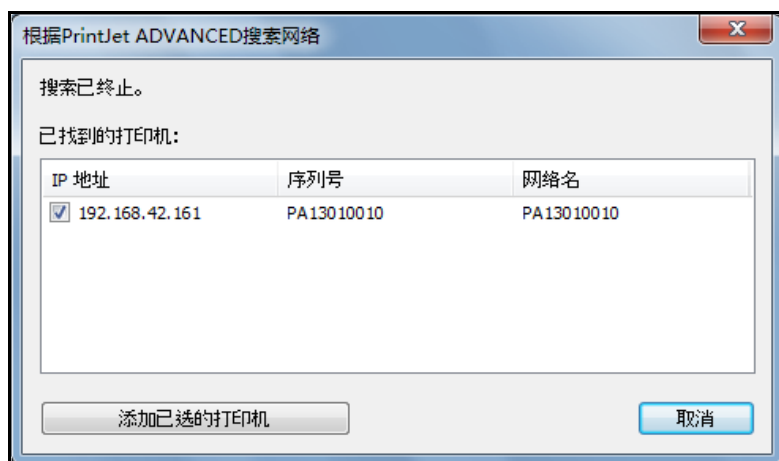 根据PrintJet ADVANCED搜索网络
搜索已终止。
已找到的打印机:
IP 地址 序列号 网络名
192.168.42.161 PA13010010 PA13010010
添加已选的打印机 取消